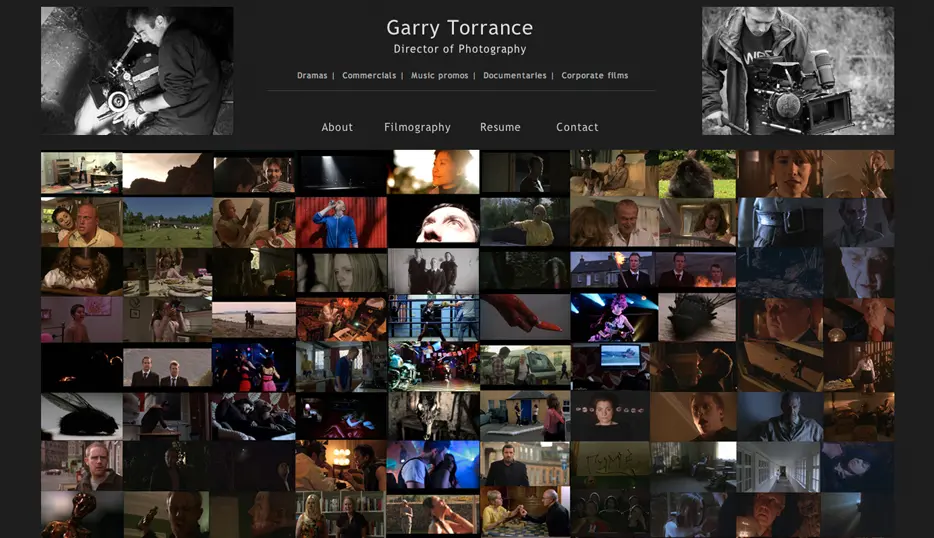 Garry Torrance
Director of Photography
Dramas | Commercials | Music promos | Documentaries | Corporate films
About Filmography Resume Contact